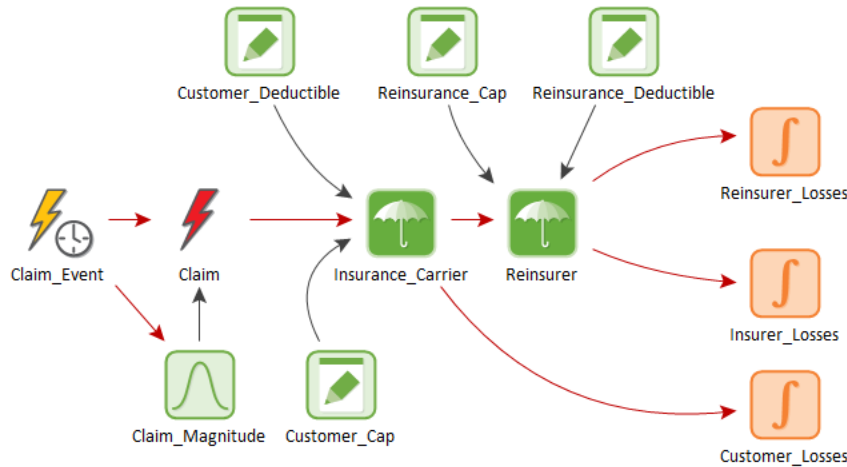 Customer_Deductible
Reinsurance_Cap
Reinsurance_Deductible
Reinsurer_Losses
Claim_Event
Claim
Insurance_Carrier
Reinsurer
Insurer_Losses
Claim_Magnitude
Customer_Cap
Customer_Losses